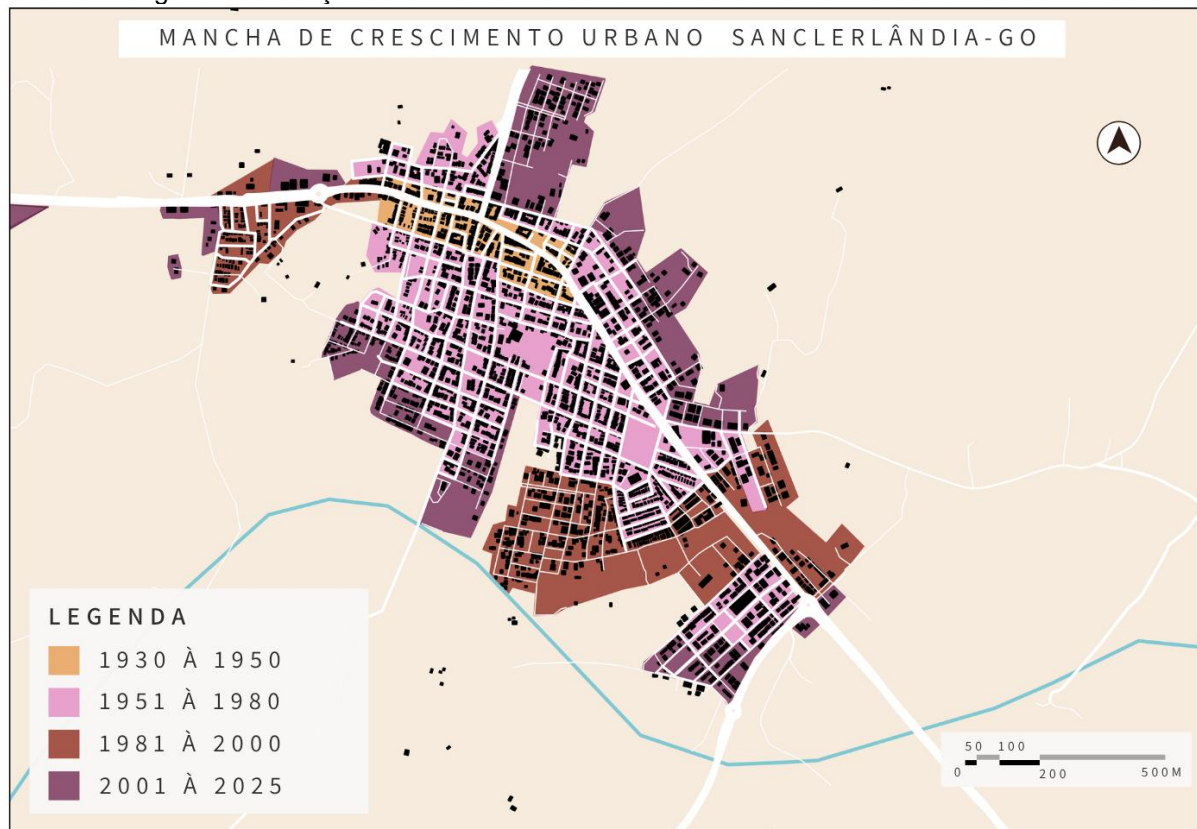 MANCHA DE CRESCIMENTO URBANO SANCLERLÂNDIA-GO
LEGENDA
1930 À 1950
1951 À 1980
1981 À 2000
2001 À 2025
50 100
0 200 500M